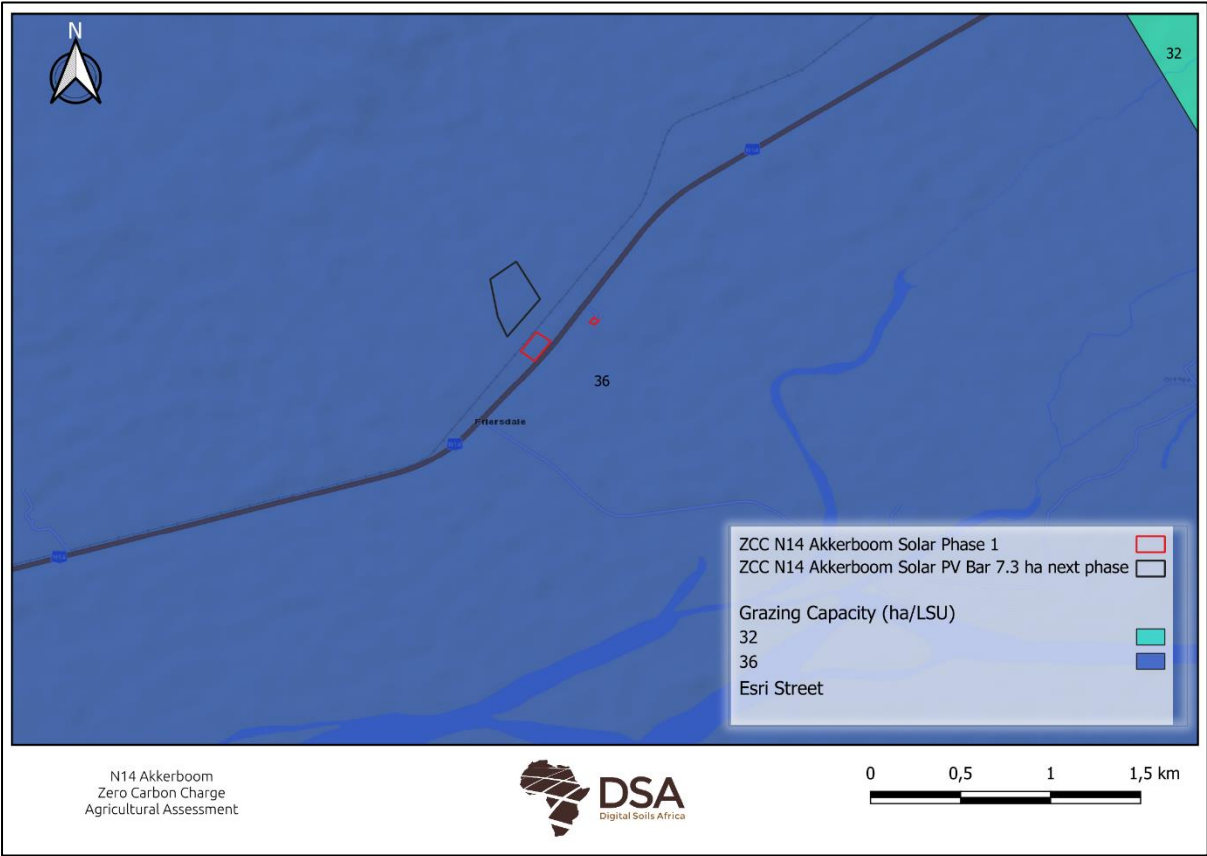 N
32
N14
36
Eilersdale
N14
N14
ZCC N14 Akkerboom Solar Phase 1
ZCC N14 Akkerboom Solar PV Bar 7.3 ha next phase
Grazing Capacity (ha/LSU)
32
36
Esri Street
N14 Akkerboom
Zero Carbon Charge
Agricultural Assessment
DSA
Digital Soils Africa
0 0,5 1 1,5 km